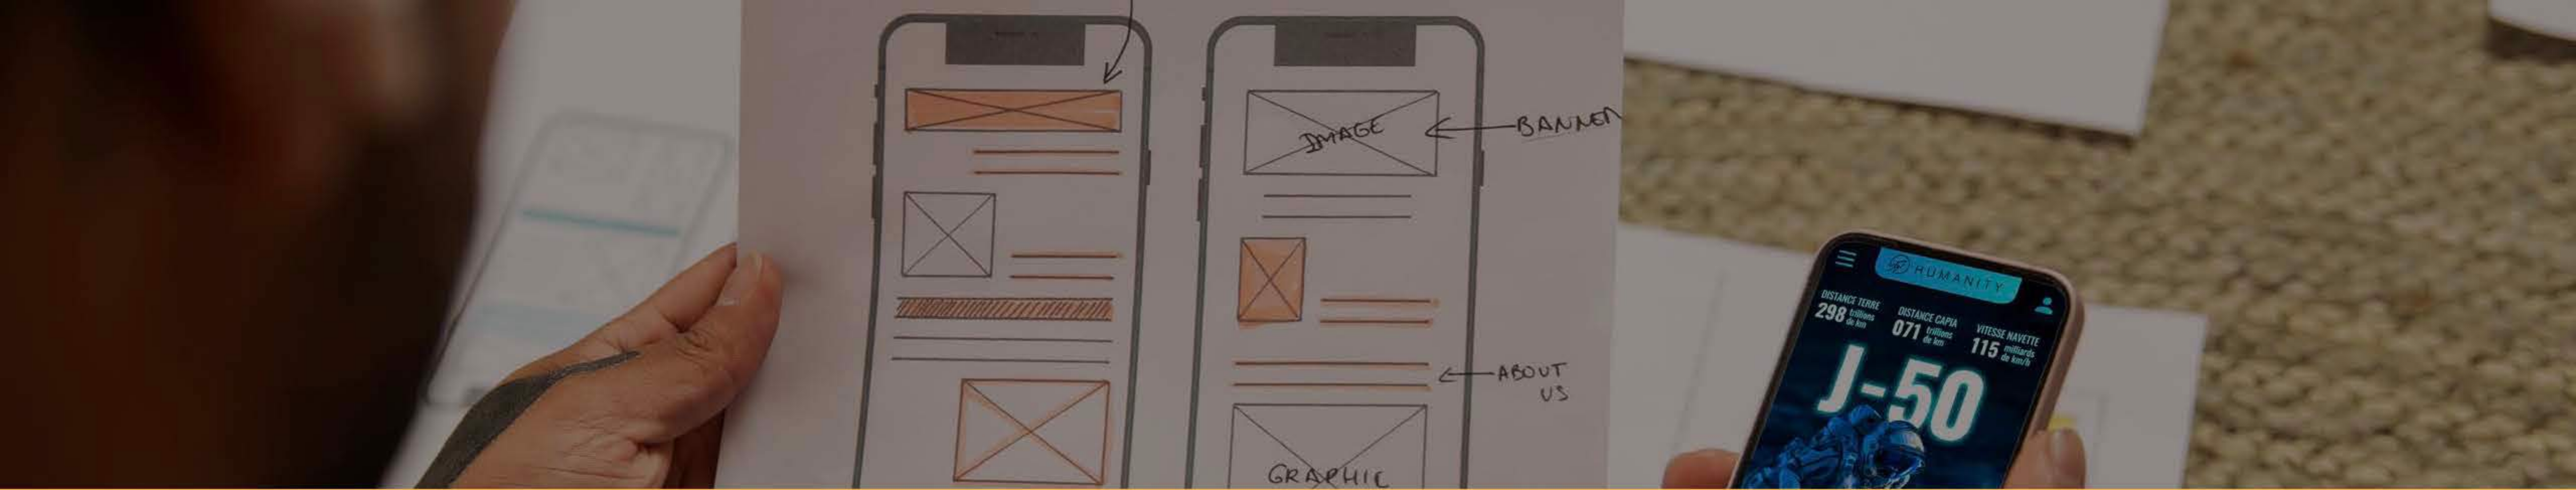 IMAGE
BANNER
ABOUT
US
GRAPHIC
HUMANITY
DISTANCE TERRE
298 trillions
de km
DISTANCE CAPIA
071 trillions
de km
VITESSE NAVETTE
115 milliards
de km/h
J-50